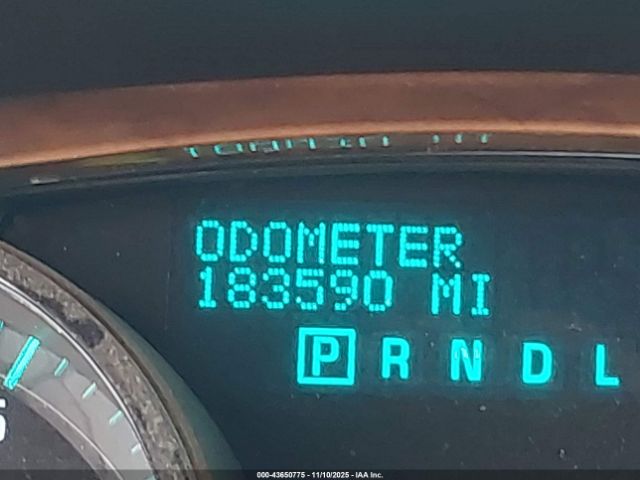 ODOMETER
183590 MI
P R N D L
000-43650775 - 11/10/2025 - IAA Inc.